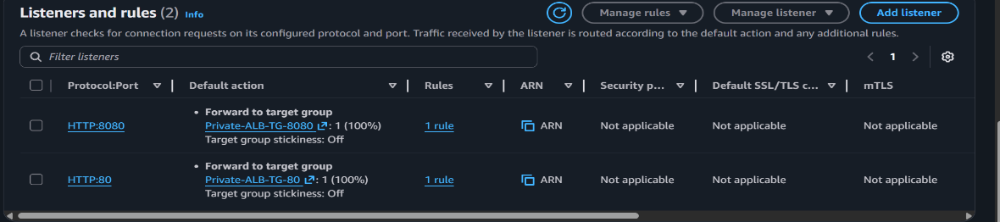 Listeners and rules (2) Info
Manage rules Manage listener Add listener
A listener checks for connection requests on its configured protocol and port. Traffic received by the listener is routed according to the default action and any additional rules.
Filter listeners
1
Protocol:Port Default action Rules ARN Security p... Default SSL/TLS c... mTLS
• Forward to target group
HTTP:8080 Private-ALB-TG-8080 : 1 (100%) 1 rule ARN Not applicable Not applicable Not applicable
Target group stickiness: Off
• Forward to target group
HTTP:80 Private-ALB-TG-80 : 1 (100%) 1 rule ARN Not applicable Not applicable Not applicable
Target group stickiness: Off